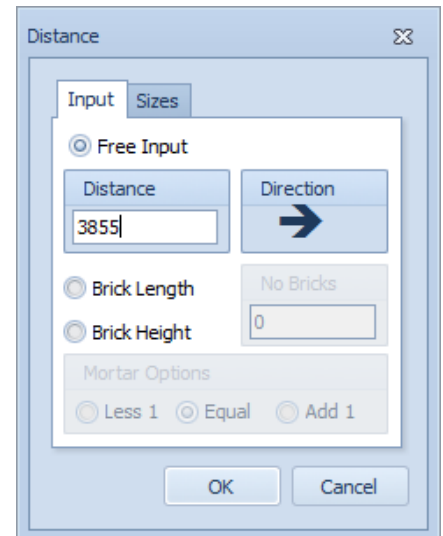 Distance
Input Sizes
Free Input
Distance Direction
3855
Brick Length No Bricks
0
Brick Height
Mortar Options
Less 1 Equal Add 1
OK Cancel